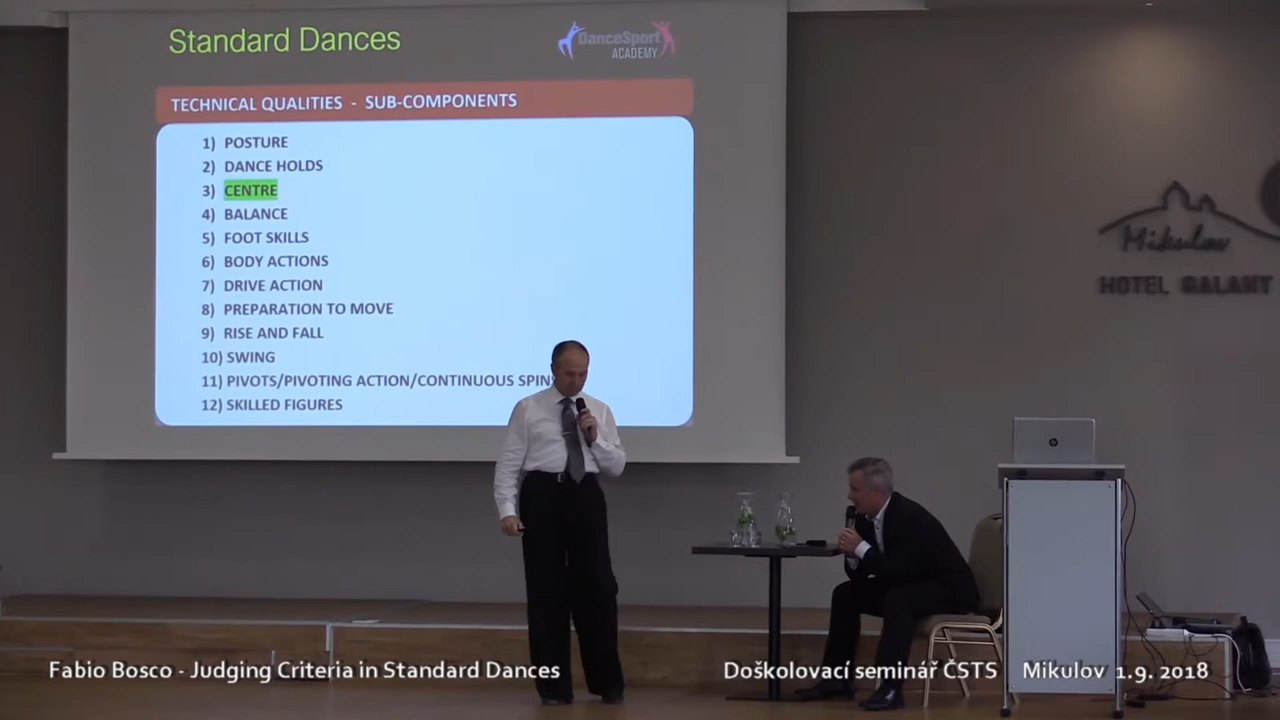 Standard Dances
DanceSport
ACADEMY
TECHNICAL QUALITIES - SUB-COMPONENTS
1) POSTURE
2) DANCE HOLDS
3) CENTRE
4) BALANCE
5) FOOT SKILLS
6) BODY ACTIONS
7) DRIVE ACTION
8) PREPARATION TO MOVE
9) RISE AND FALL
10) SWING
11) PIVOTS/PIVOTING ACTION/CONTINUOUS SPIN
12) SKILLED FIGURES
Mikulov
HOTEL GALANT
hp
Fabio Bosco - Judging Criteria in Standard Dances
Doškolovací seminář ČSTS Mikulov 1.9. 2018